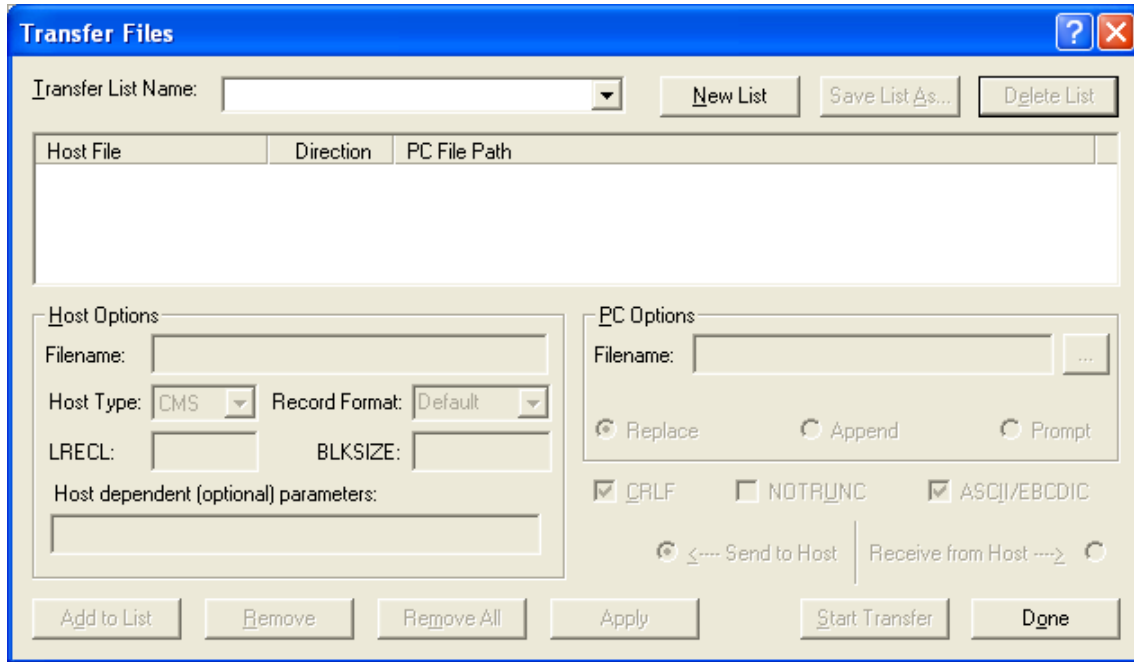 Transfer Files
Transfer List Name: New List Save List As... Delete List
Host File Direction PC File Path
Host Options
Filename:
Host Type: CMS Record Format: Default
LRECL: BLKSIZE:
Host dependent (optional) parameters:
PC Options
Filename: ...
Replace Append Prompt
CRLF NOTRUNC ASCII/EBCDIC
<---- Send to Host Receive from Host ---->
Add to List Remove Remove All Apply Start Transfer Done